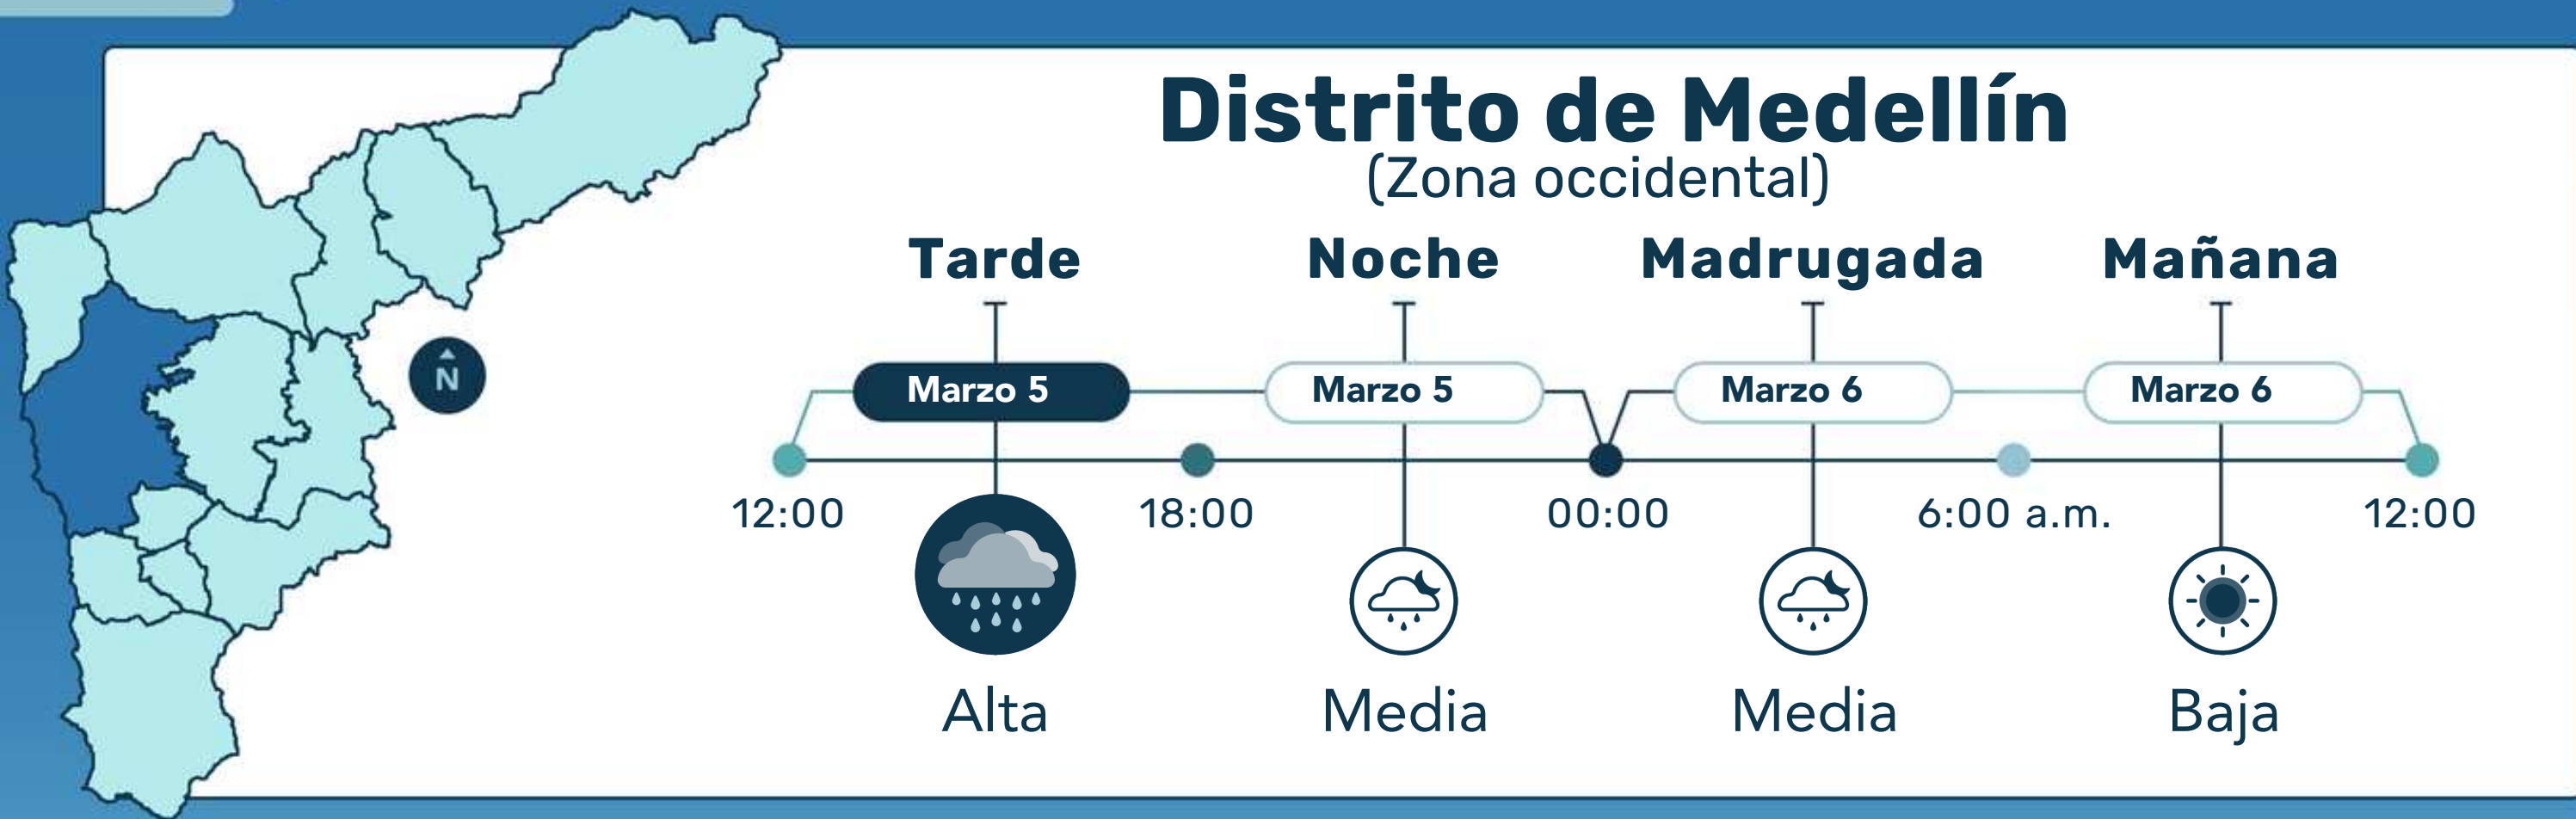 Distrito de Medellín
(Zona occidental)
Tarde Noche Madrugada Mañana
Marzo 5 Marzo 5 Marzo 6 Marzo 6
N
12:00 18:00 00:00 6:00 a.m. 12:00
Alta Media Media Baja